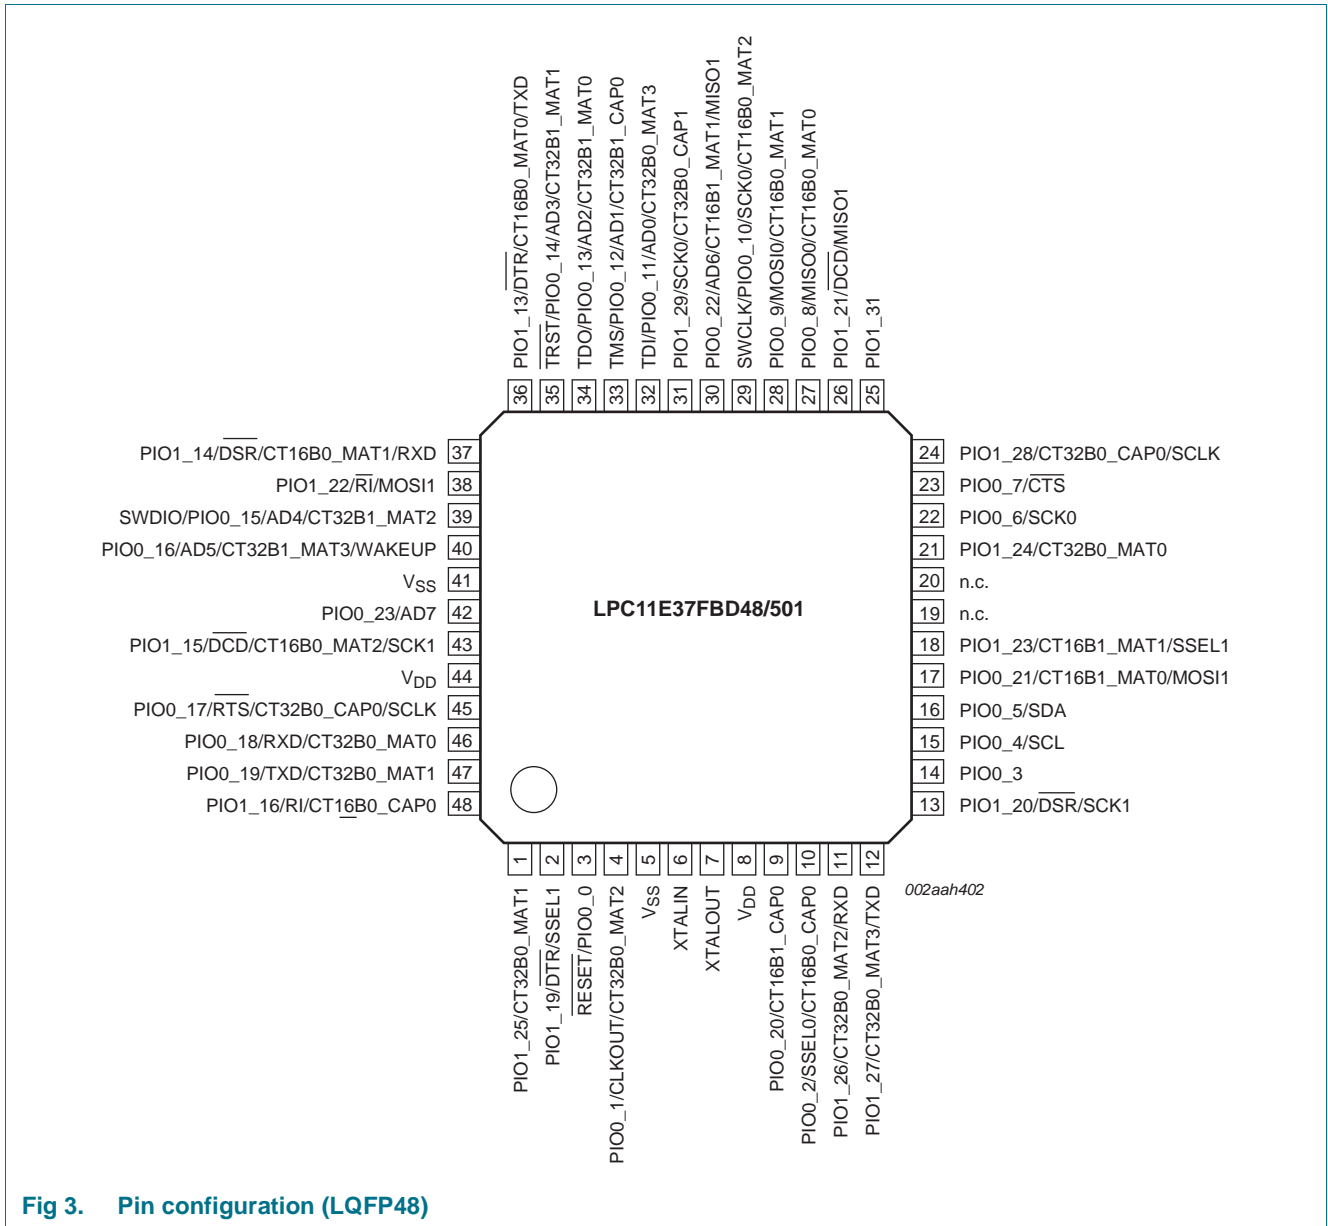 PIO1_13/DTR/CT16B0_MAT0/TXD
TRST/PIO0_14/AD3/CT32B1_MAT1
TDO/PIO0_13/AD2/CT32B1_MAT0
TMS/PIO0_12/AD1/CT32B1_CAP0
TDI/PIO0_11/AD0/CT32B0_MAT3
PIO1_29/SCK0/CT32B0_CAP1
PIO0_22/AD6/CT16B1_MAT1/MISO1
SWCLK/PIO0_10/SCK0/CT16B0_MAT2
PIO0_9/MOSI0/CT16B0_MAT1
PIO0_8/MISO0/CT16B0_MAT0
PIO1_21/DCD/MISO1
PIO1_31
36 35 34 33 32 31 30 29 28 27 26 25
PIO1_14/DSR/CT16B0_MAT1/RXD 37
PIO1_22/RI/MOSI1 38
SWDIO/PIO0_15/AD4/CT32B1_MAT2 39
PIO0_16/AD5/CT32B1_MAT3/WAKEUP 40
VSS 41
PIO0_23/AD7 42
PIO1_15/DCD/CT16B0_MAT2/SCK1 43
VDD 44
PIO0_17/RTS/CT32B0_CAP0/SCLK 45
PIO0_18/RXD/CT32B0_MAT0 46
PIO0_19/TXD/CT32B0_MAT1 47
PIO1_16/RI/CT16B0_CAP0 48
LPC11E37FBD48/501
24 PIO1_28/CT32B0_CAP0/SCLK
23 PIO0_7/CTS
22 PIO0_6/SCK0
21 PIO1_24/CT32B0_MAT0
20 n.c.
19 n.c.
18 PIO1_23/CT16B1_MAT1/SSEL1
17 PIO0_21/CT16B1_MAT0/MOSI1
16 PIO0_5/SDA
15 PIO0_4/SCL
14 PIO0_3
13 PIO1_20/DSR/SCK1
1 2 3 4 5 6 7 8 9 10 11 12
PIO1_25/CT32B0_MAT1
PIO1_19/DTR/SSEL1
RESET/PIO0_0
PIO0_1/CLKOUT/CT32B0_MAT2
VSS
XTALIN
XTALOUT
VDD
PIO0_20/CT16B1_CAP0
PIO0_2/SSEL0/CT16B0_CAP0
PIO1_26/CT32B0_MAT2/RXD
PIO1_27/CT32B0_MAT3/TXD
002aah402
Fig 3. Pin configuration (LQFP48)